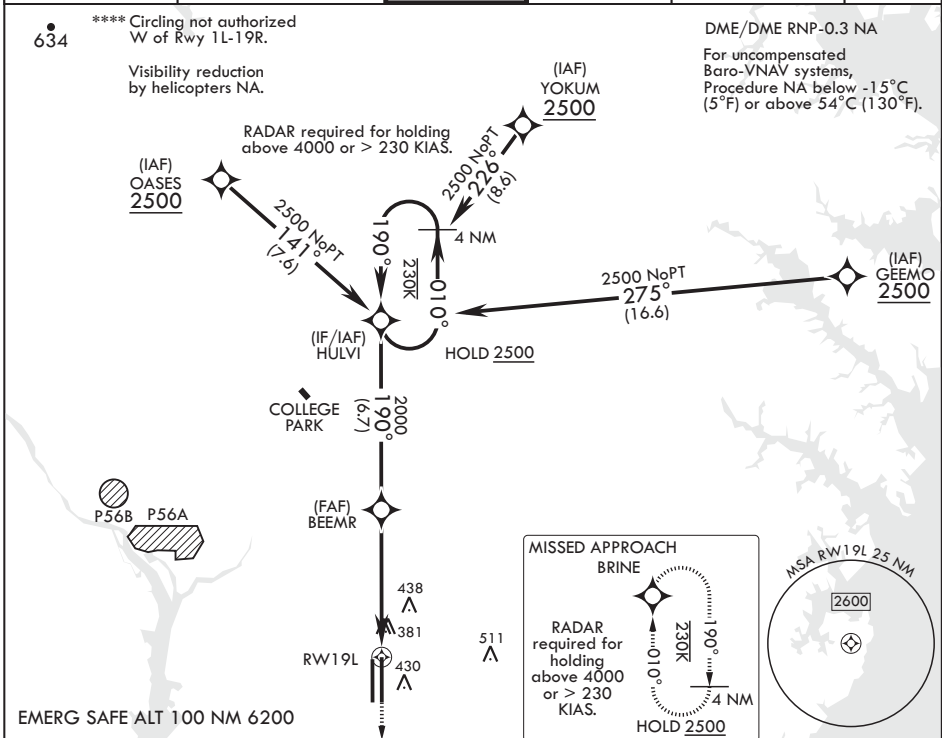 **** Circling not authorized
W of Rwy 1L-19R.
634
Visibility reduction
by helicopters NA.
DME/DME RNP-0.3 NA
For uncompensated
Baro-VNAV systems,
Procedure NA below -15°C
(5°F) or above 54°C (130°F).
(IAF)
YOKUM
2500
RADAR required for holding
above 4000 or > 230 KIAS.
(IAF)
OASES
2500
2500 NoPT
226°
(8.6)
2500 NoPT
141°
(7.6)
190°
230K
010°
4 NM
2500 NoPT
275°
(16.6)
(IAF)
GEEMO
2500
(IF/IAF)
HULVI
HOLD 2500
COLLEGE
PARK
2000
190°
(6.7)
P56B
P56A
(FAF)
BEEMR
438
381
RW19L
430
511
MISSED APPROACH
BRINE
RADAR
required for
holding
above 4000
or > 230
KIAS.
010°
230K
190°
4 NM
HOLD 2500
MSA RW19L 25 NM
2600
EMERG SAFE ALT 100 NM 6200